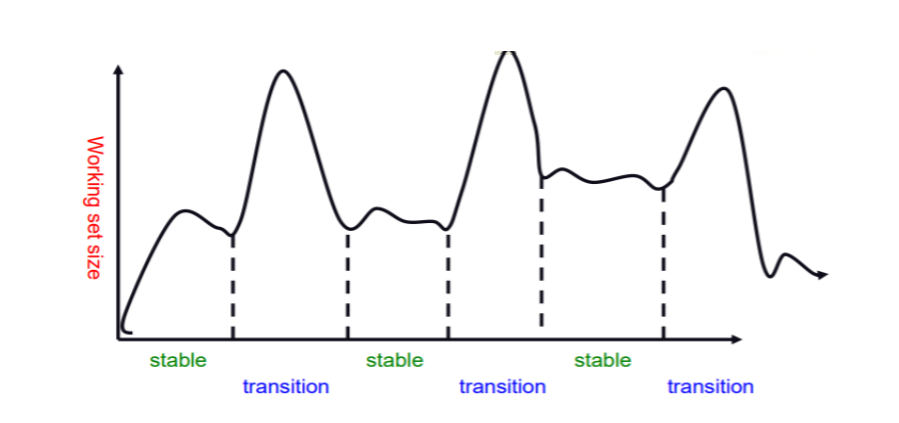 Working set size
stable
stable
stable
transition
transition
transition